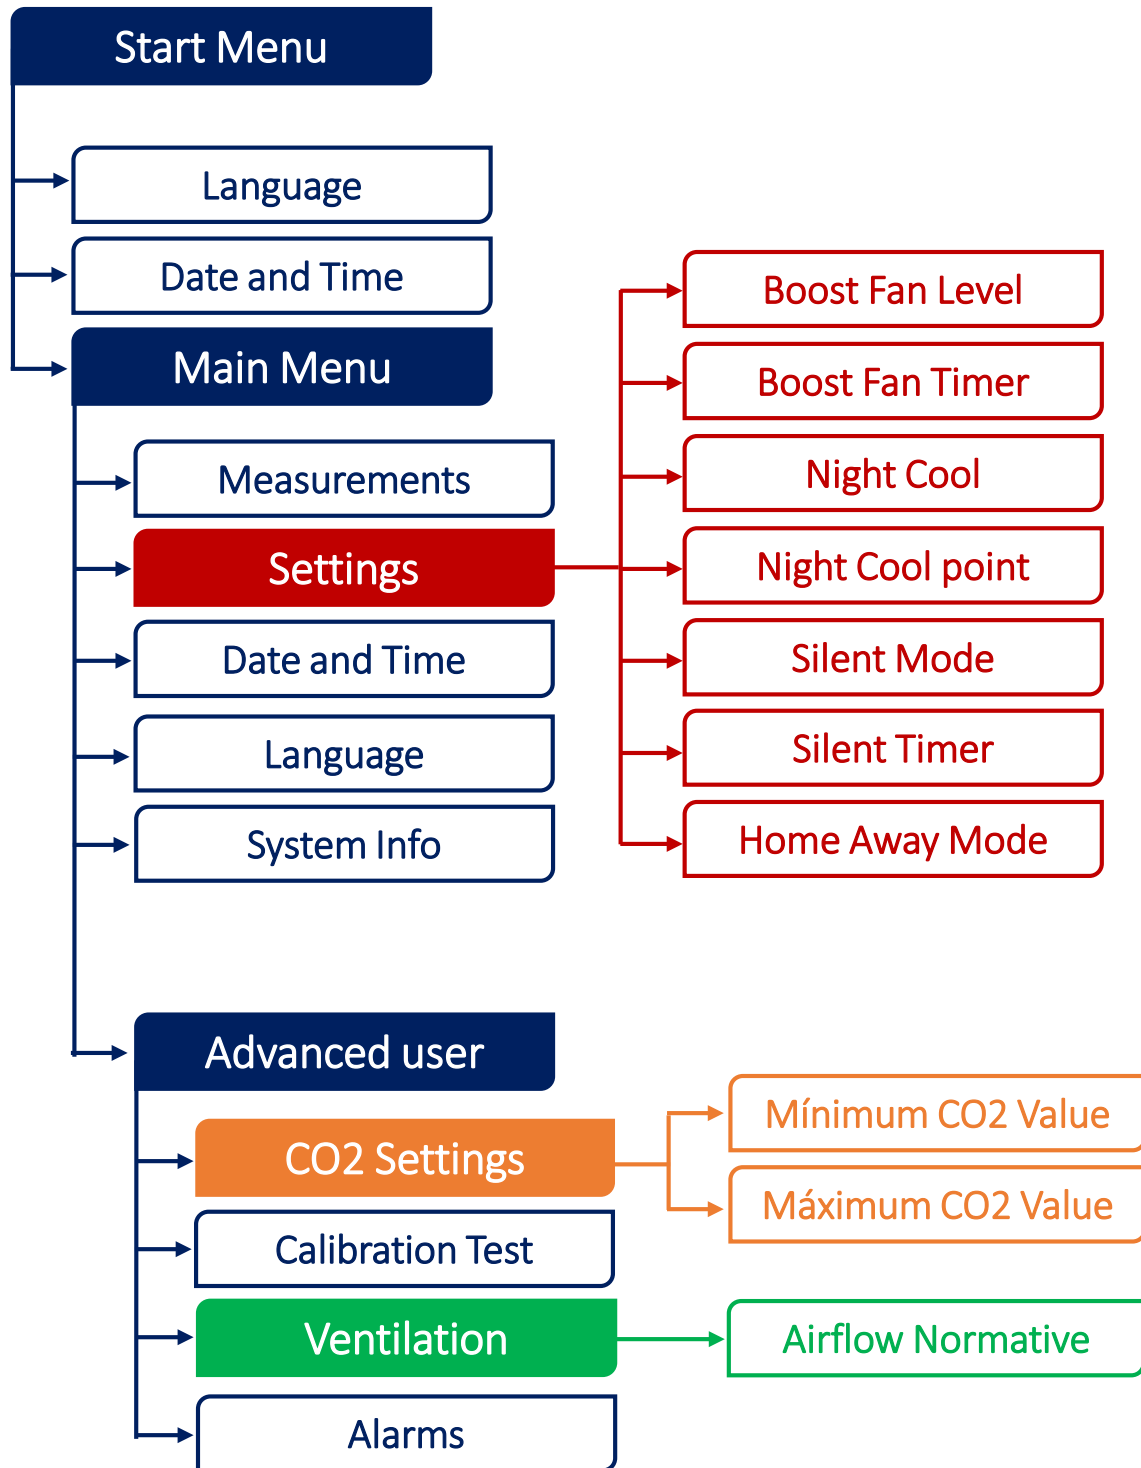 Start Menu
Language
Date and Time
Main Menu
Measurements
Settings
Date and Time
Language
System Info
Boost Fan Level
Boost Fan Timer
Night Cool
Night Cool point
Silent Mode
Silent Timer
Home Away Mode
Advanced user
CO2 Settings
Mínimum CO2 Value
Máximum CO2 Value
Calibration Test
Ventilation
Airflow Normative
Alarms